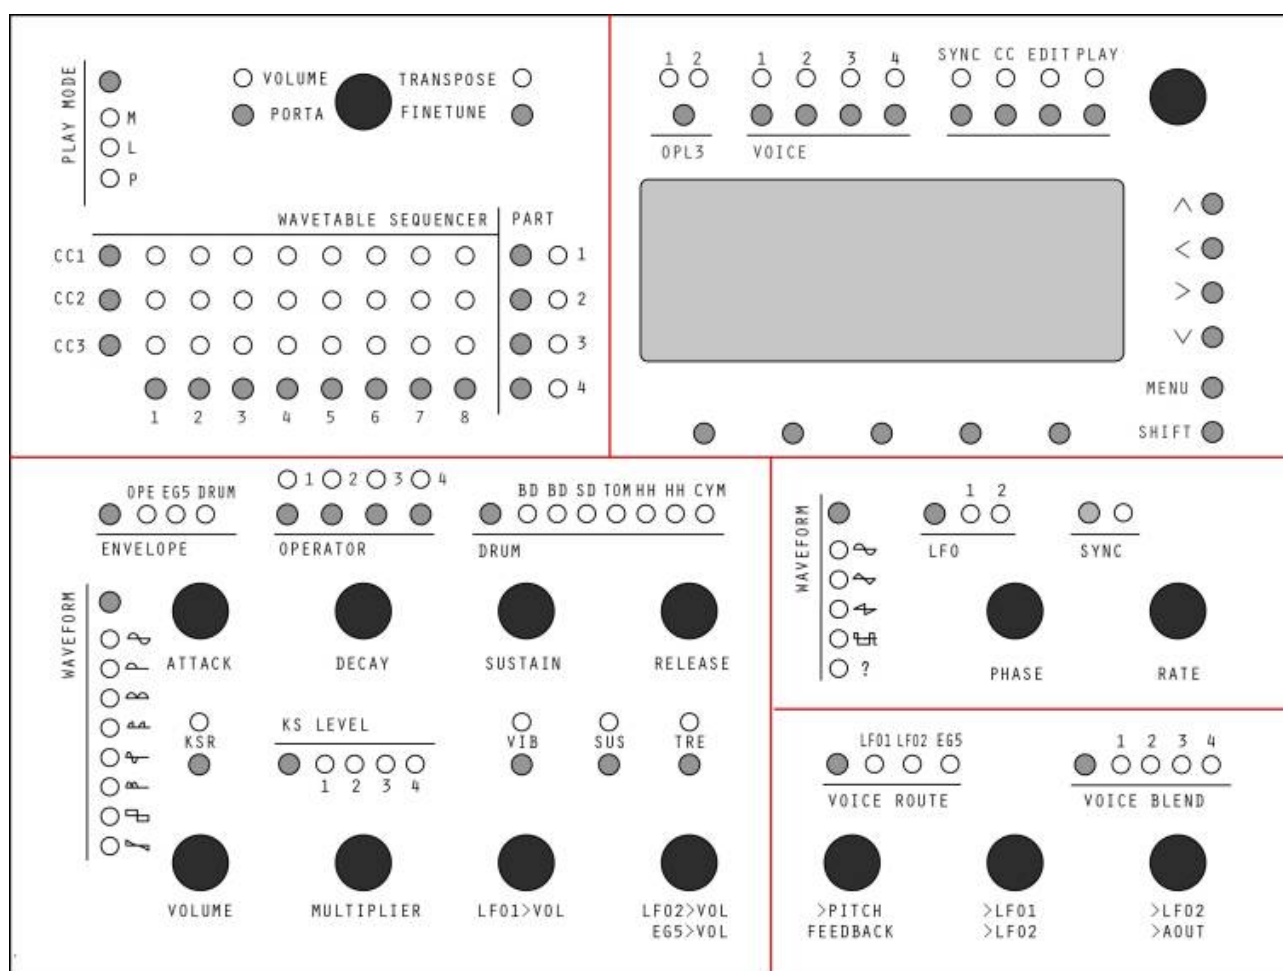 PLAY MODE
M
L
P
VOLUME
PORTA
TRANSPOSE
FINETUNE
WAVETABLE SEQUENCER
PART
CC1
CC2
CC3
1
2
3
4
1 2 3 4 5 6 7 8
1 2
OPL3
1 2 3 4
VOICE
SYNC CC EDIT PLAY
^
<
>
V
MENU
SHIFT
OPE EG5 DRUM
ENVELOPE
1 2 3 4
OPERATOR
BD BD SD TOM HH HH CYM
DRUM
WAVEFORM
ATTACK
DECAY
SUSTAIN
RELEASE
KSR
KS LEVEL
1 2 3 4
VIB
SUS
TRE
VOLUME
MULTIPLIER
LFO1>VOL
LFO2>VOL
EG5>VOL
WAVEFORM
?
1 2
LFO
SYNC
PHASE
RATE
LFO1 LFO2 EG5
VOICE ROUTE
1 2 3 4
VOICE BLEND
>PITCH
FEEDBACK
>LFO1
>LFO2
>LFO2
>AOUT